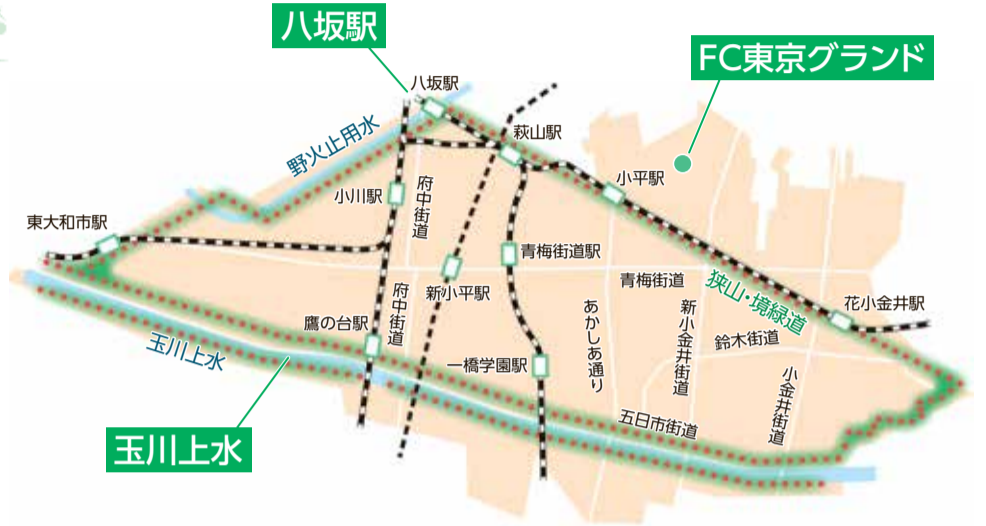 八坂駅
FC東京グランド
八坂駅
萩山駅
野火止用水
小川駅
府中街道
小平駅
東大和市駅
青梅街道駅
新小平駅
青梅街道
狭山・境緑道
花小金井駅
府中街道
鷹の台駅
あかしあ通り
新小金井街道
鈴木街道
玉川上水
一橋学園駅
小金井街道
五日市街道
玉川上水